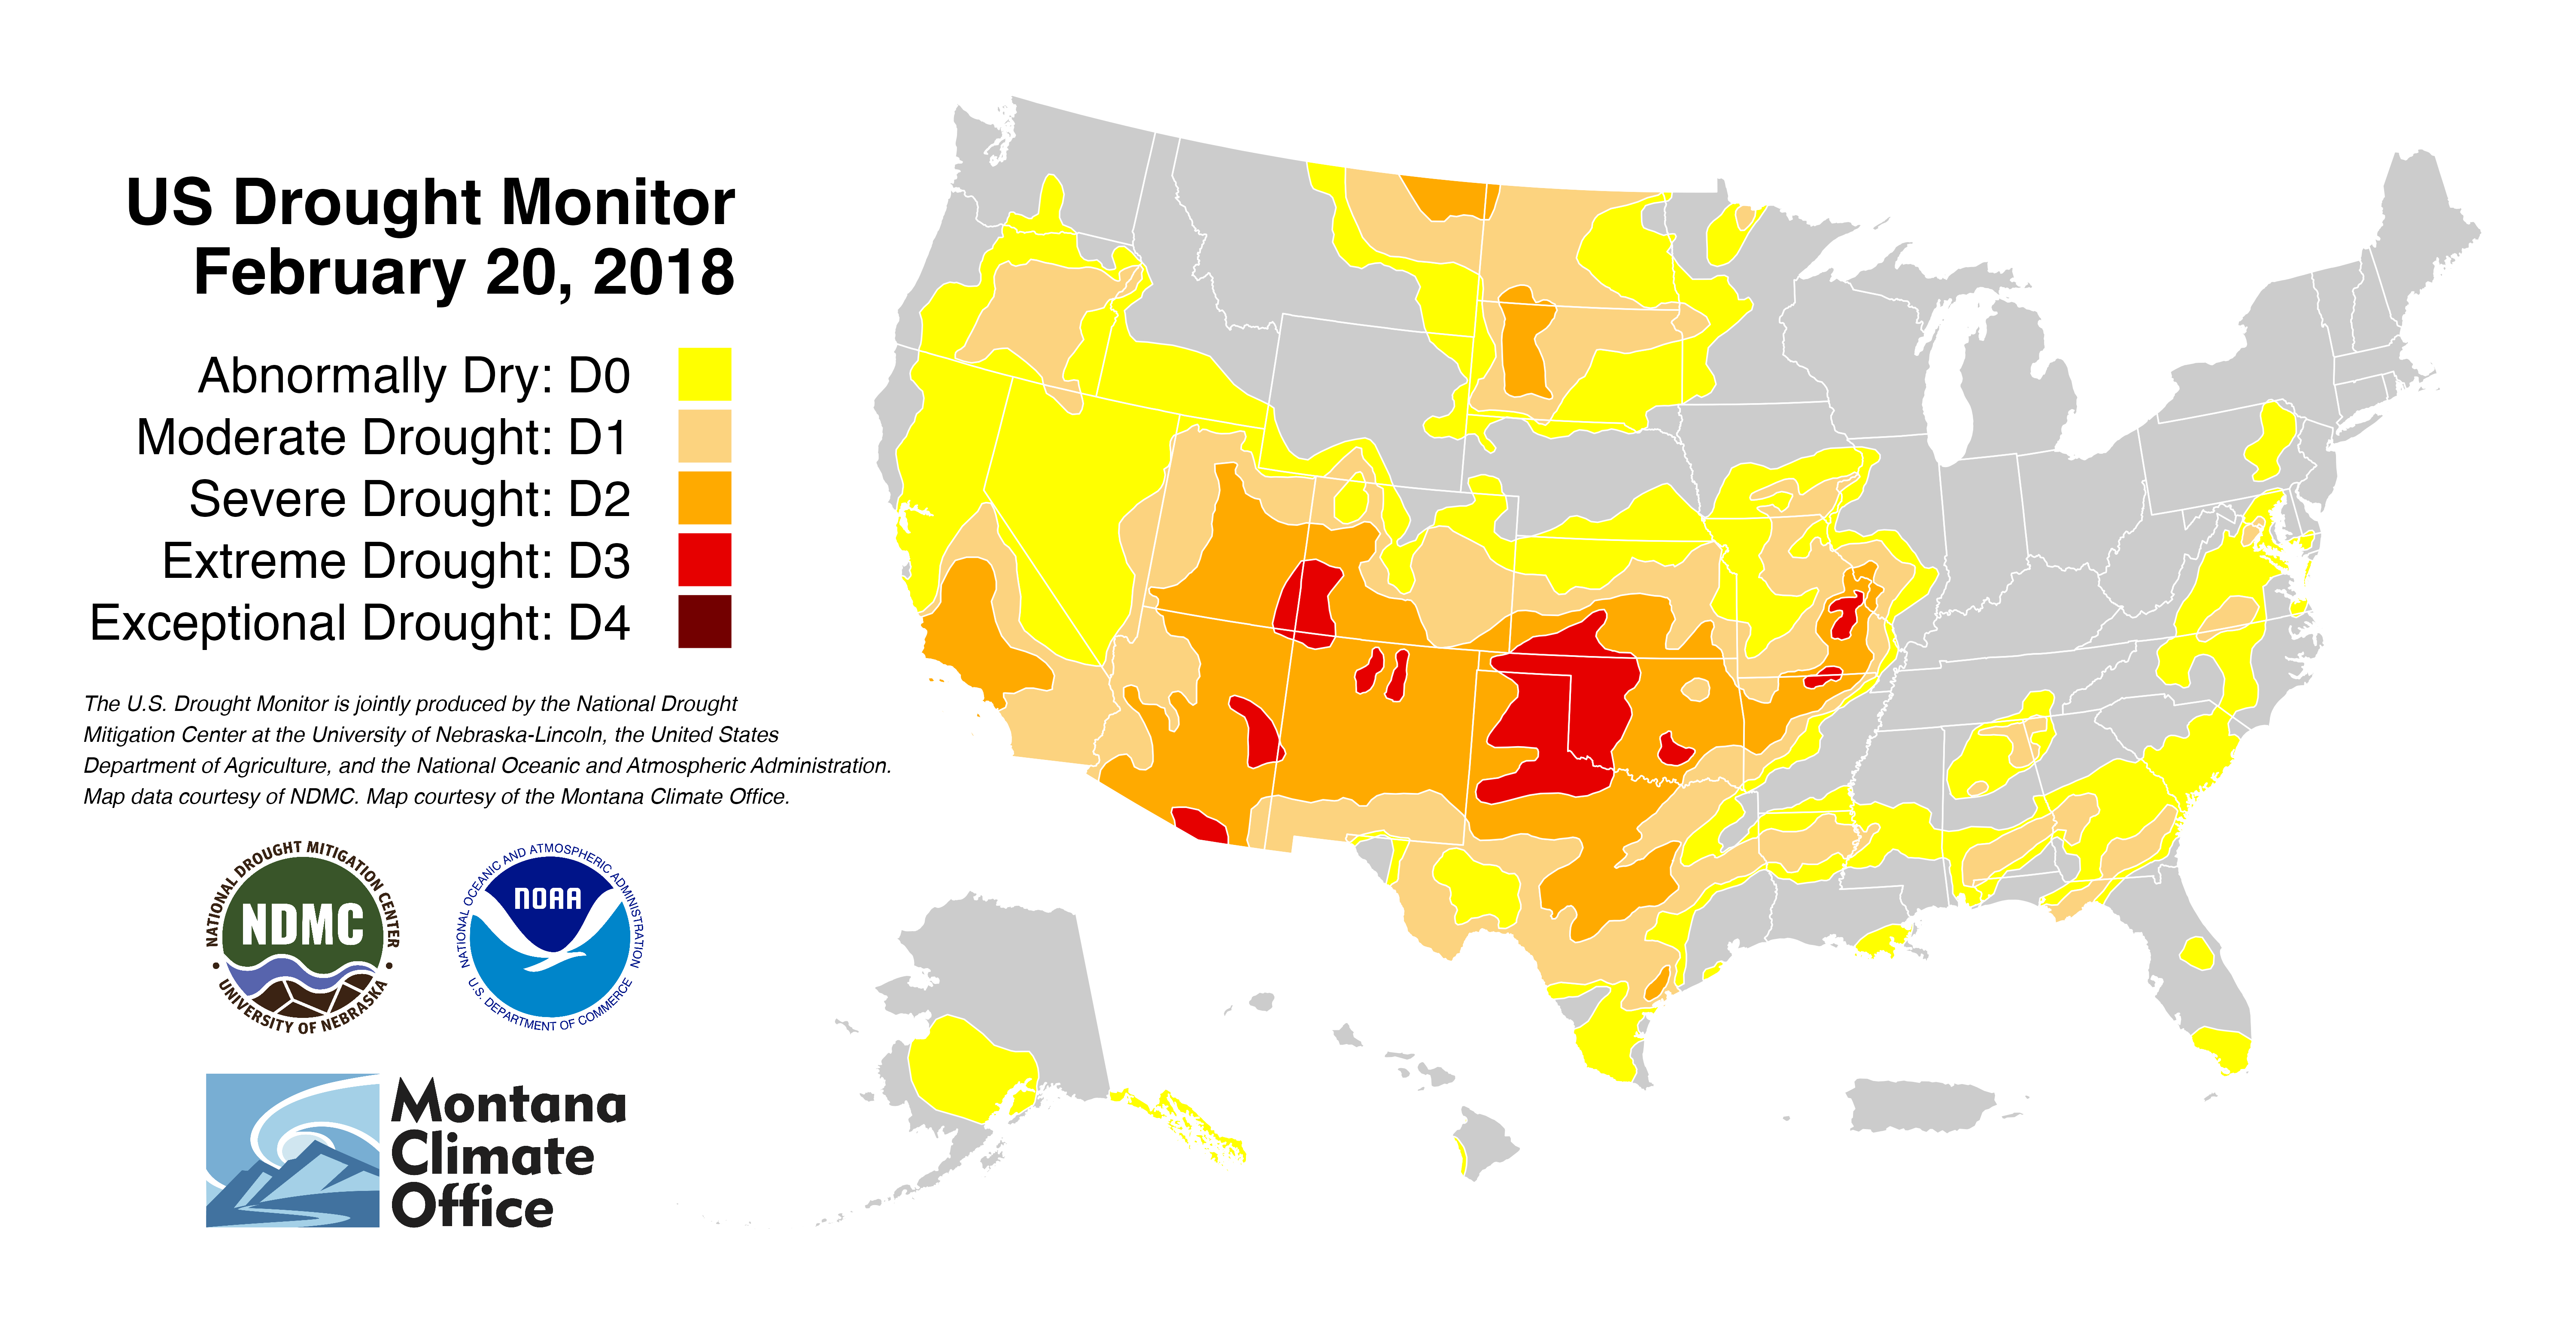 US Drought Monitor
February 20, 2018
Abnormally Dry: D0
Moderate Drought: D1
Severe Drought: D2
Extreme Drought: D3
Exceptional Drought: D4
The U.S. Drought Monitor is jointly produced by the National Drought
Mitigation Center at the University of Nebraska-Lincoln, the United States
Department of Agriculture, and the National Oceanic and Atmospheric Administration.
Map data courtesy of NDMC. Map courtesy of the Montana Climate Office.
NATIONAL DROUGHT MITIGATION CENTER
NDMC
UNIVERSITY OF NEBRASKA
NATIONAL OCEANIC AND ATMOSPHERIC ADMINISTRATION
NOAA
U.S. DEPARTMENT OF COMMERCE
Montana
Climate
Office